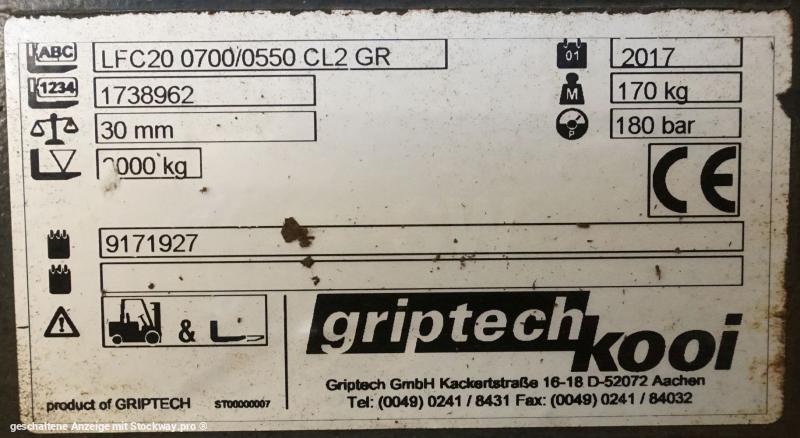 ABC LFC20 0700/0550 CL2 GR 01 2017
1234 1738962 M 170 kg
30 mm P 180 bar
000 kg CE
9171927
&
griptech
kooi
Griptech GmbH Kackertstraße 16-18 D-52072 Aachen
product of GRIPTECH ST00000007 Tel: (0049) 0241 / 8431 Fax: (0049) 0241 / 84032
geschaltene Anzeige mit Stockway.pro ®